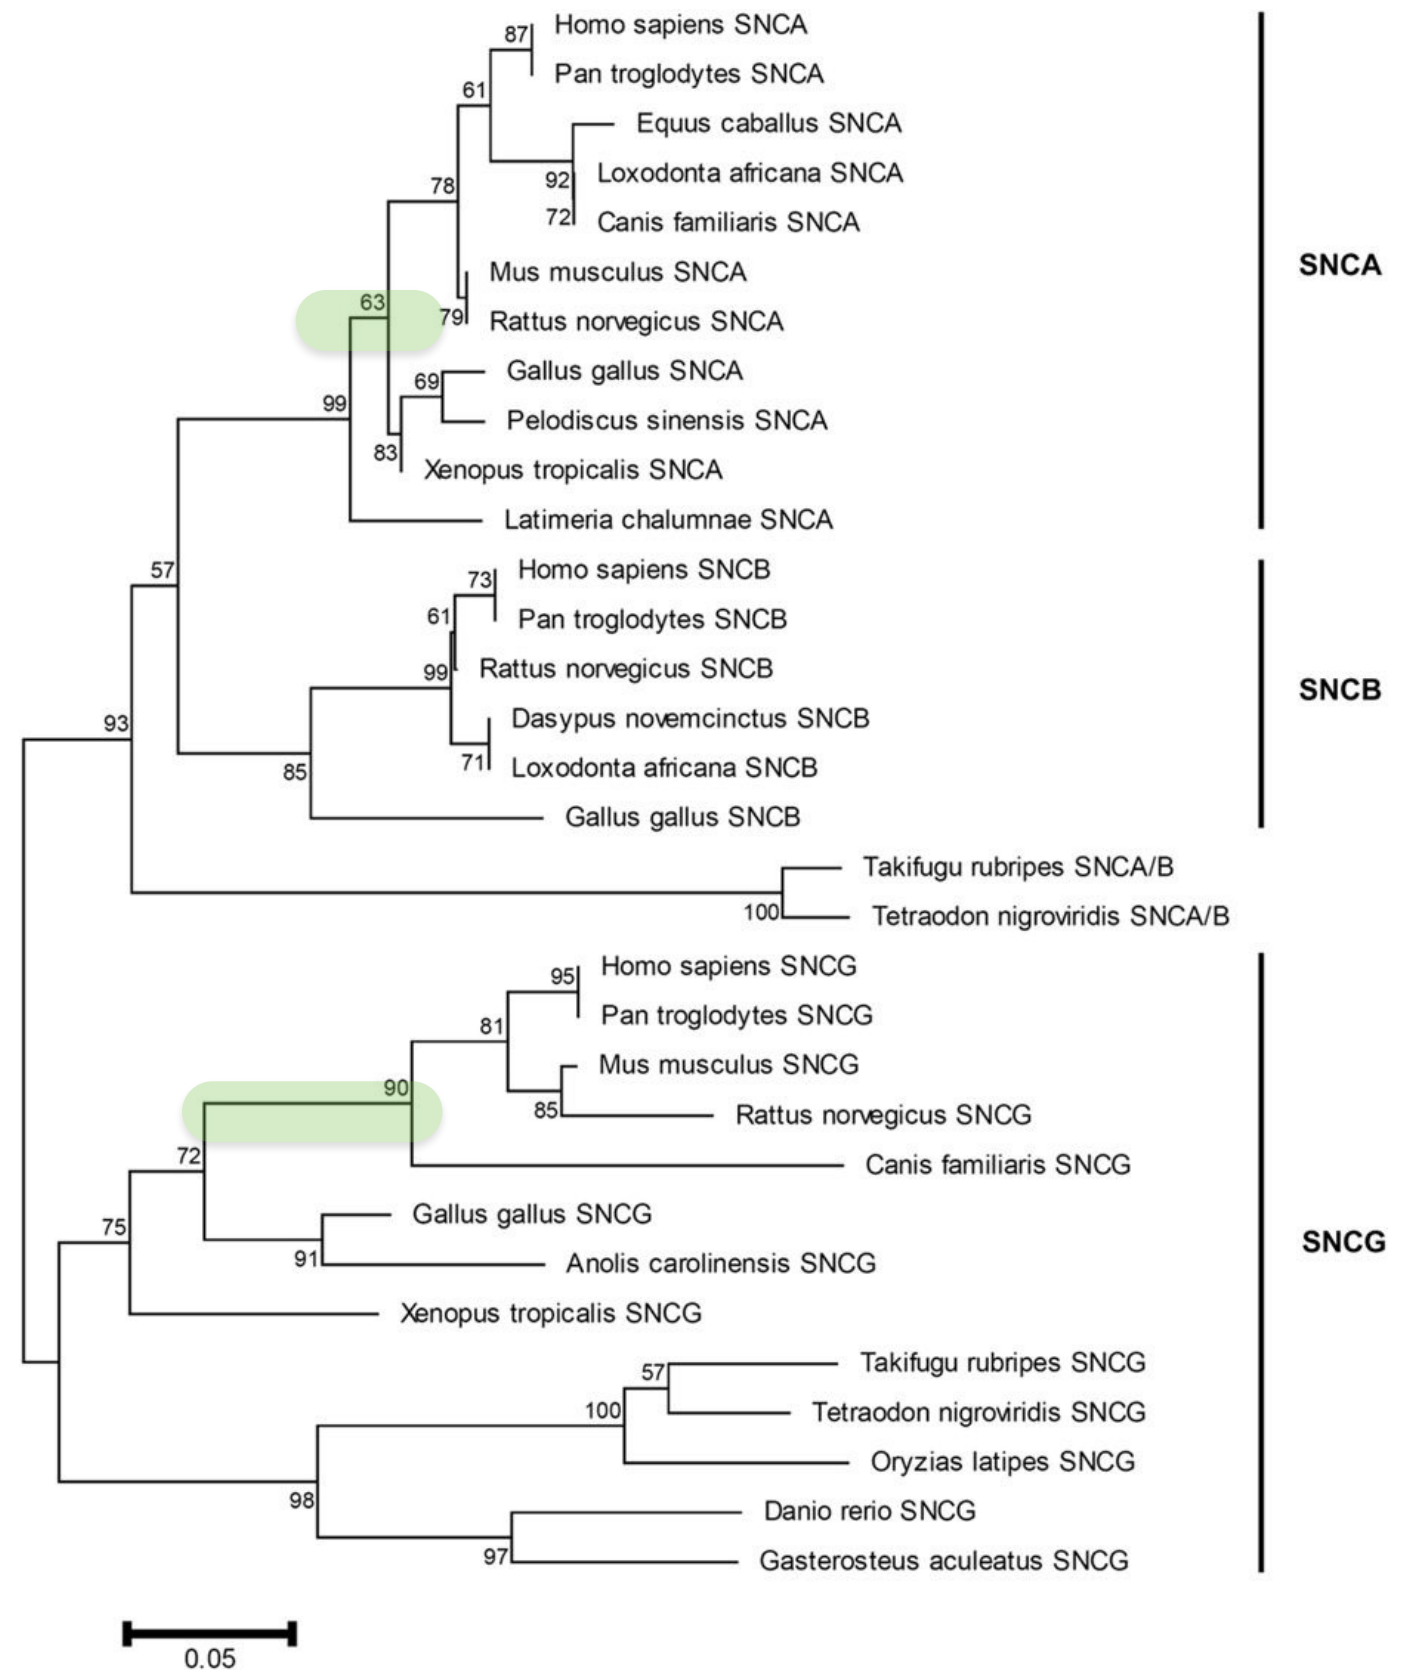 87
Homo sapiens SNCA
Pan troglodytes SNCA
61
Equus caballus SNCA
92
Loxodonta africana SNCA
78
72
Canis familiaris SNCA
Mus musculus SNCA
63
79
Rattus norvegicus SNCA
69
Gallus gallus SNCA
99
Pelodiscus sinensis SNCA
83
Xenopus tropicalis SNCA
Latimeria chalumnae SNCA
SNCA
57
73
Homo sapiens SNCB
61
Pan troglodytes SNCB
99
Rattus norvegicus SNCB
93
Dasypus novemcinctus SNCB
85
71
Loxodonta africana SNCB
Gallus gallus SNCB
SNCB
Takifugu rubripes SNCA/B
100
Tetraodon nigroviridis SNCA/B
95
Homo sapiens SNCG
81
Pan troglodytes SNCG
90
Mus musculus SNCG
85
Rattus norvegicus SNCG
72
Canis familiaris SNCG
75
Gallus gallus SNCG
91
Anolis carolinensis SNCG
Xenopus tropicalis SNCG
57
Takifugu rubripes SNCG
100
Tetraodon nigroviridis SNCG
Oryzias latipes SNCG
98
Danio rerio SNCG
97
Gasterosteus aculeatus SNCG
SNCG
0.05